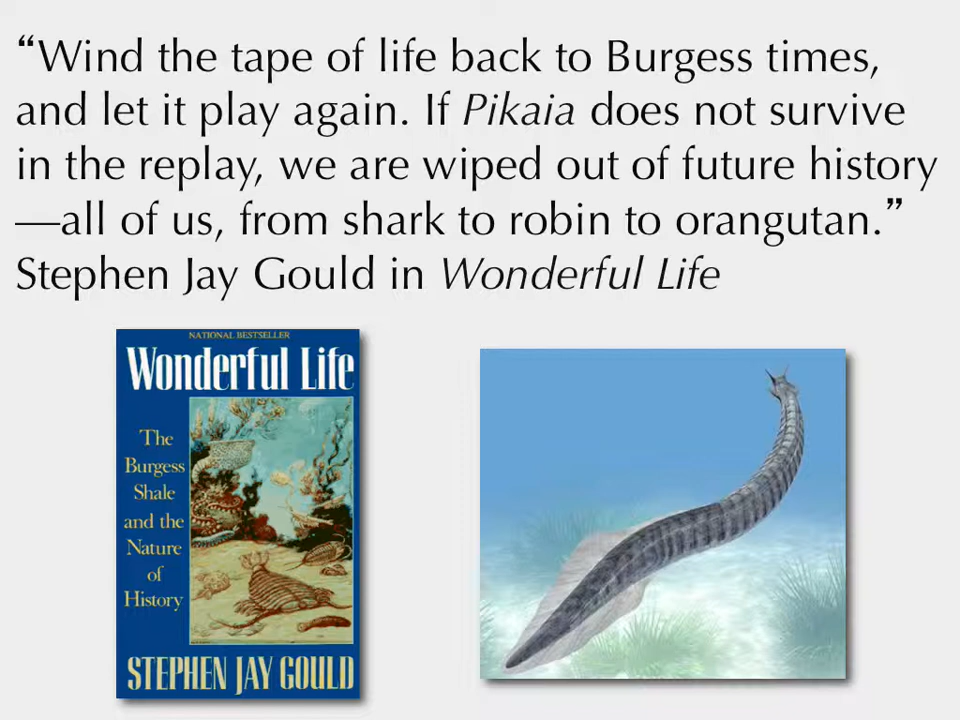 “Wind the tape of life back to Burgess times,
and let it play again. If Pikaia does not survive
in the replay, we are wiped out of future history
—all of us, from shark to robin to orangutan.”
Stephen Jay Gould in Wonderful Life
NATIONAL BESTSELLER
Wonderful Life
The
Burgess
Shale
and the
Nature
of
History
STEPHEN JAY GOULD